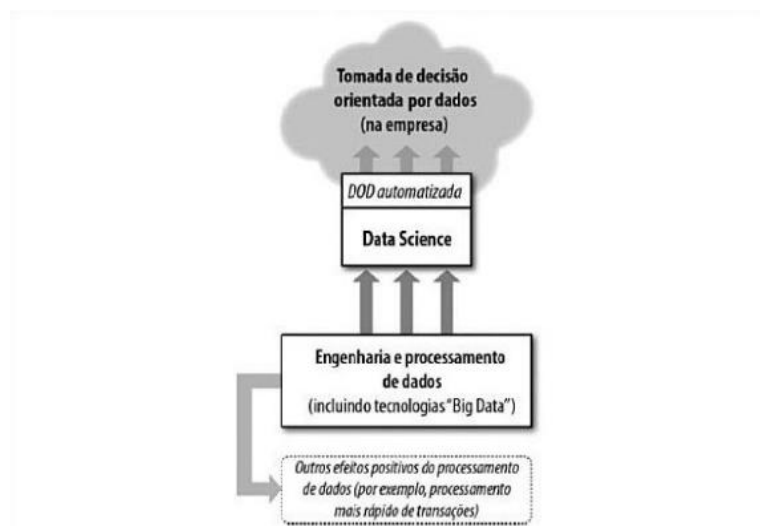 Tomada de decisão
orientada por dados
(na empresa)
DOD automatizada
Data Science
Engenharia e processamento
de dados
(incluindo tecnologias "Big Data")
Outros efeitos positivos do processamento
de dados (por exemplo, processamento
mais rápido de transações)